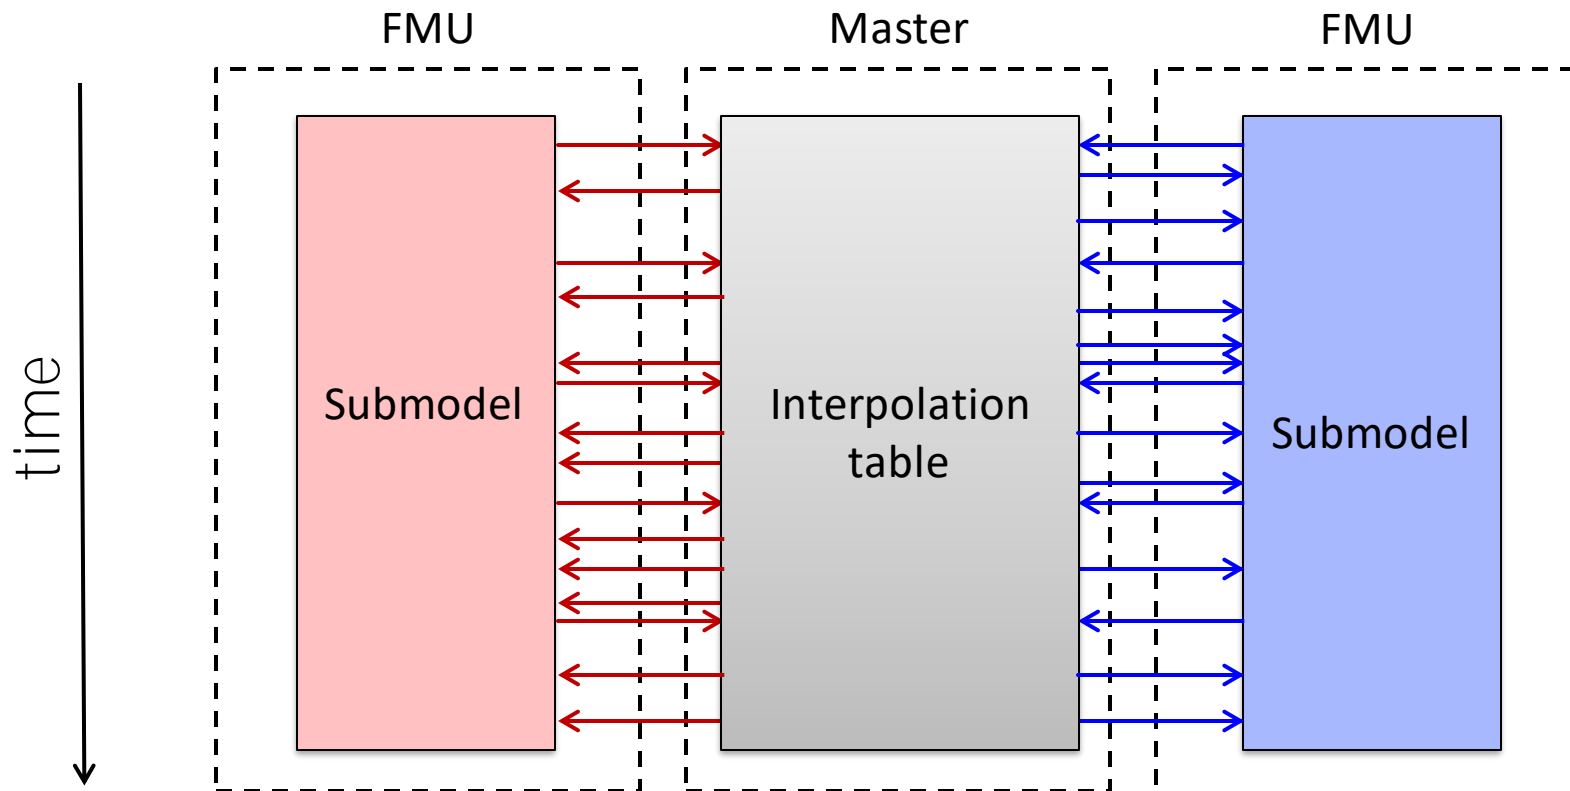 FMU
Master
FMU
time
Submodel
Interpolation
table
Submodel